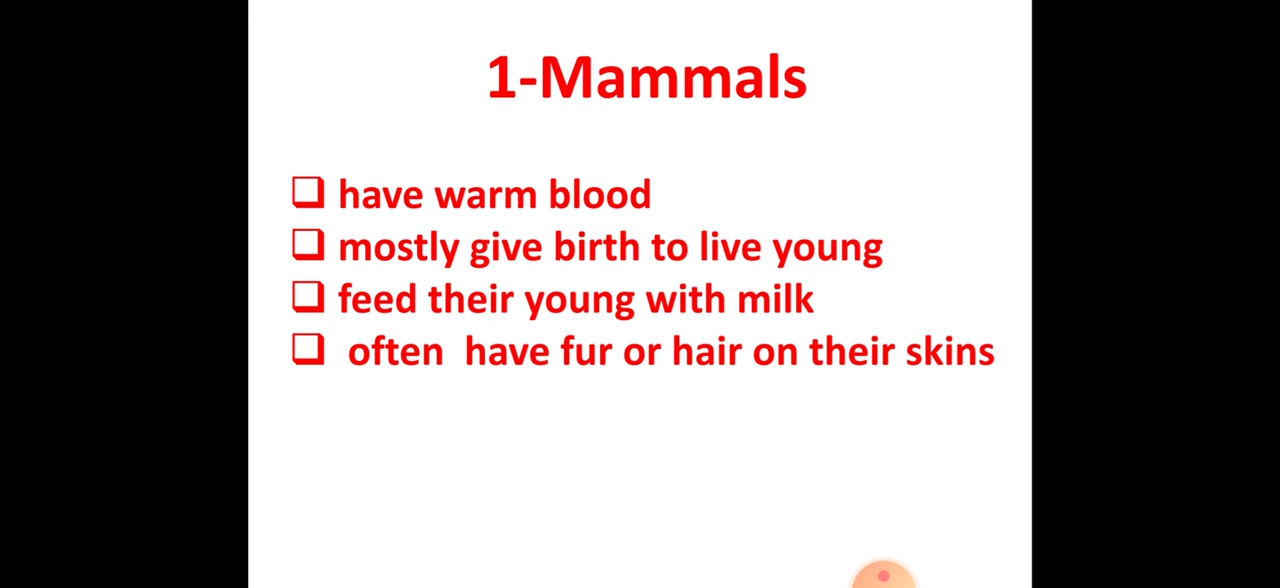 1-Mammals
❑ have warm blood
❑ mostly give birth to live young
❑ feed their young with milk
❑ often have fur or hair on their skins